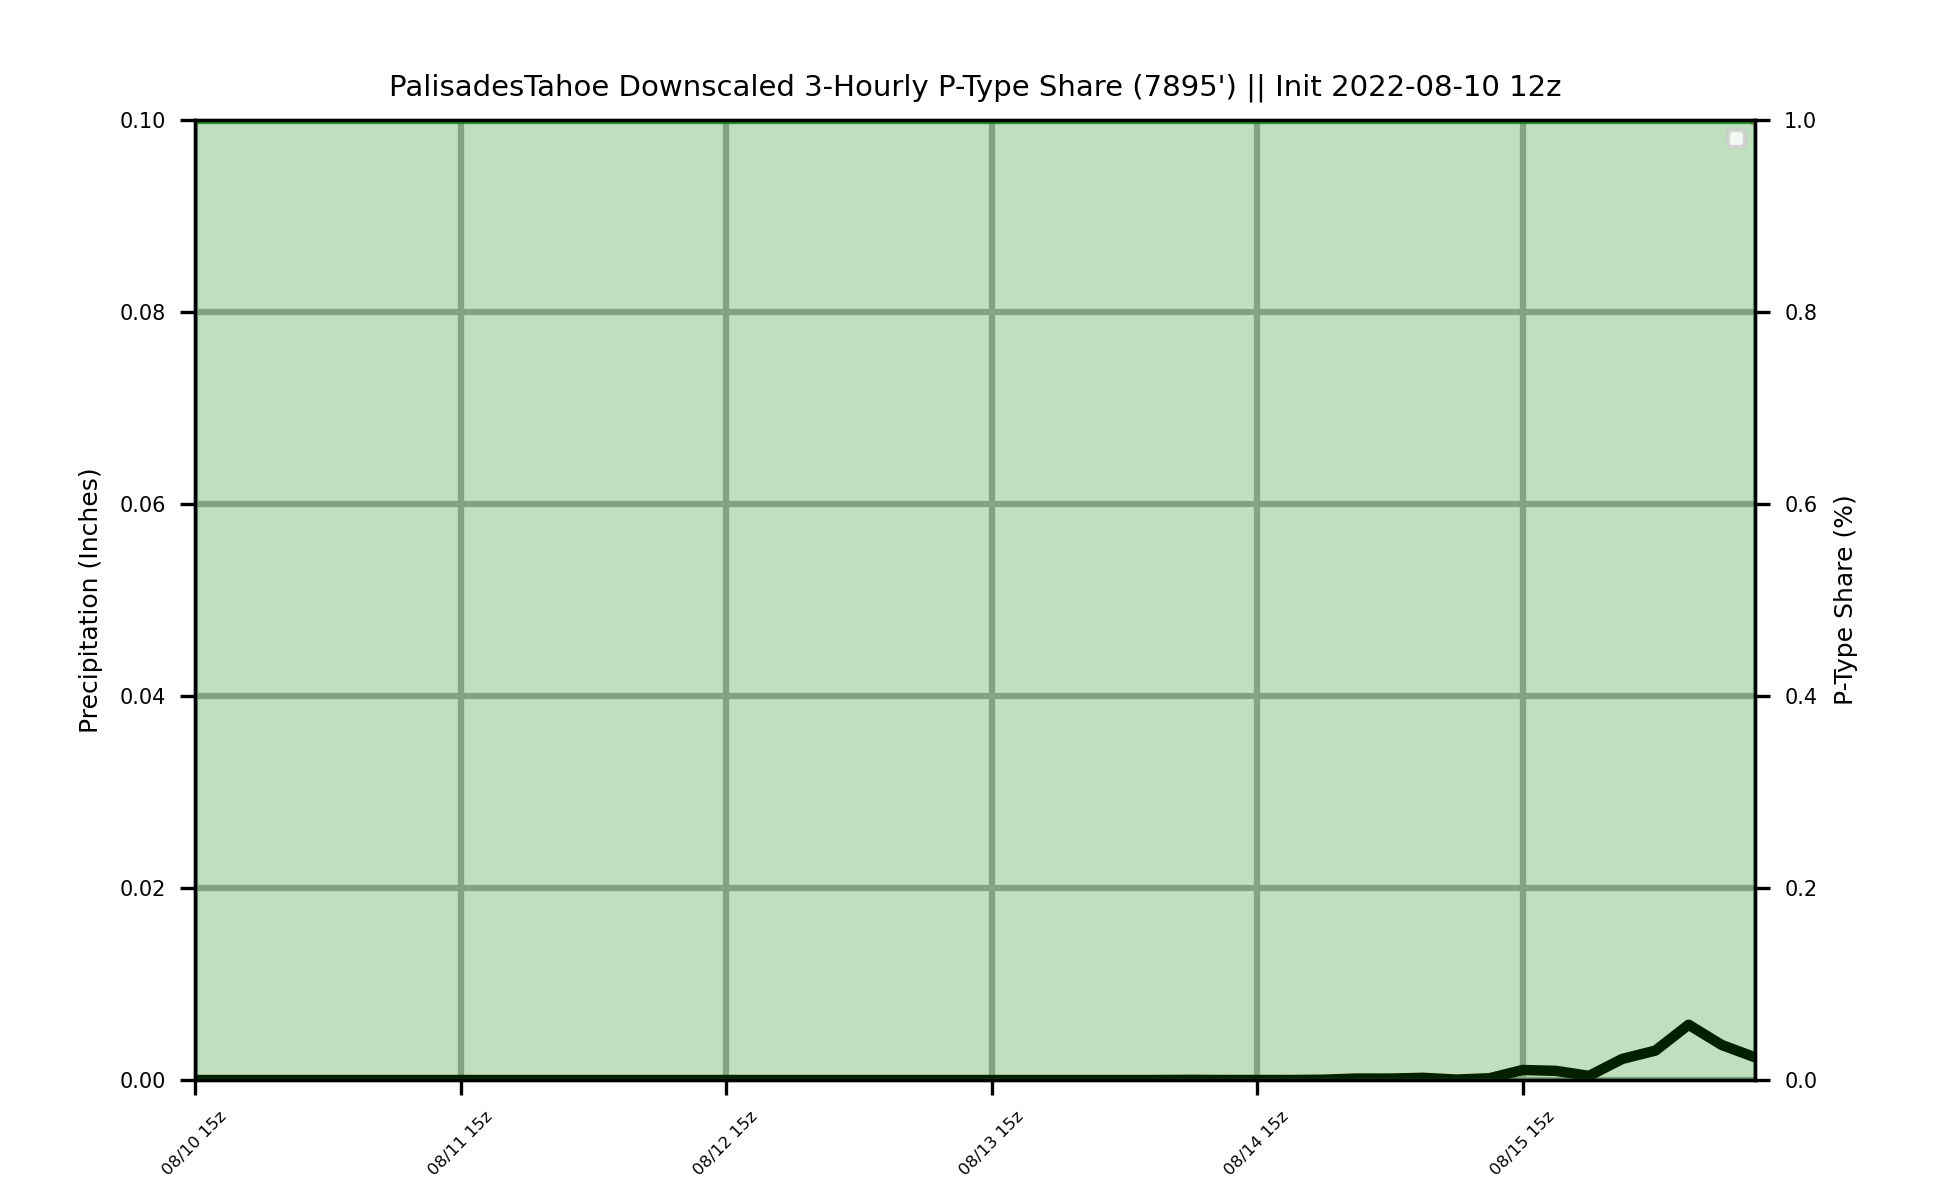 PalisadesTahoe Downscaled 3-Hourly P-Type Share (7895') || Init 2022-08-10 12z
0.10
0.08
0.06
0.04
0.02
0.00
Precipitation (Inches)
1.0
0.8
0.6
0.4
0.2
0.0
P-Type Share (%)
08/10 15z
08/11 15z
08/12 15z
08/13 15z
08/14 15z
08/15 15z